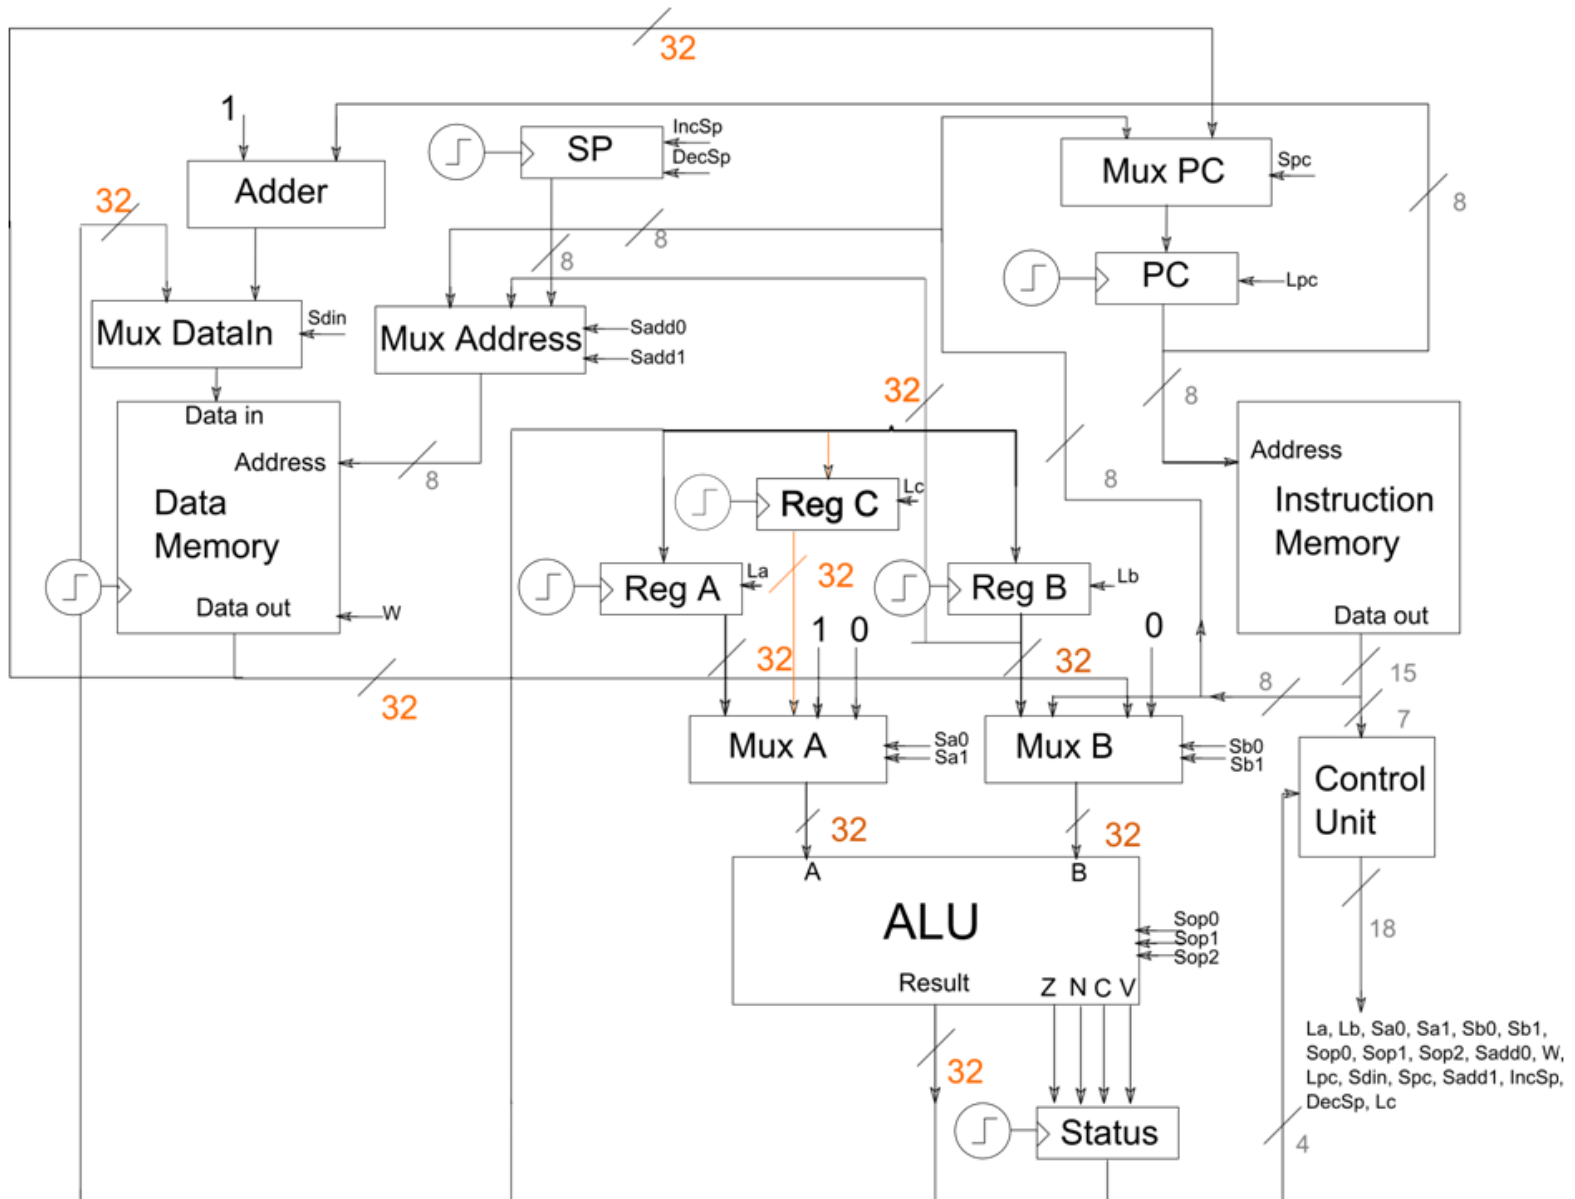 32
1
SP
IncSp
DecSp
Mux PC
Spc
Adder
32
8
8
8
PC
Lpc
Mux DataIn
Sdin
Mux Address
Sadd0
Sadd1
32
8
Data in
Address
8
Data
Memory
Data out
W
Reg C
Lc
8
Address
Instruction
Memory
Data out
Reg A
La
32
Reg B
Lb
1
0
0
32
32
32
8
15
7
Mux A
Sa0
Sa1
Mux B
Sb0
Sb1
Control
Unit
32
32
A
B
ALU
Sop0
Sop1
Sop2
Result
Z N C V
18
32
Status
La, Lb, Sa0, Sa1, Sb0, Sb1,
Sop0, Sop1, Sop2, Sadd0, W,
Lpc, Sdin, Spc, Sadd1, IncSp,
DecSp, Lc
4